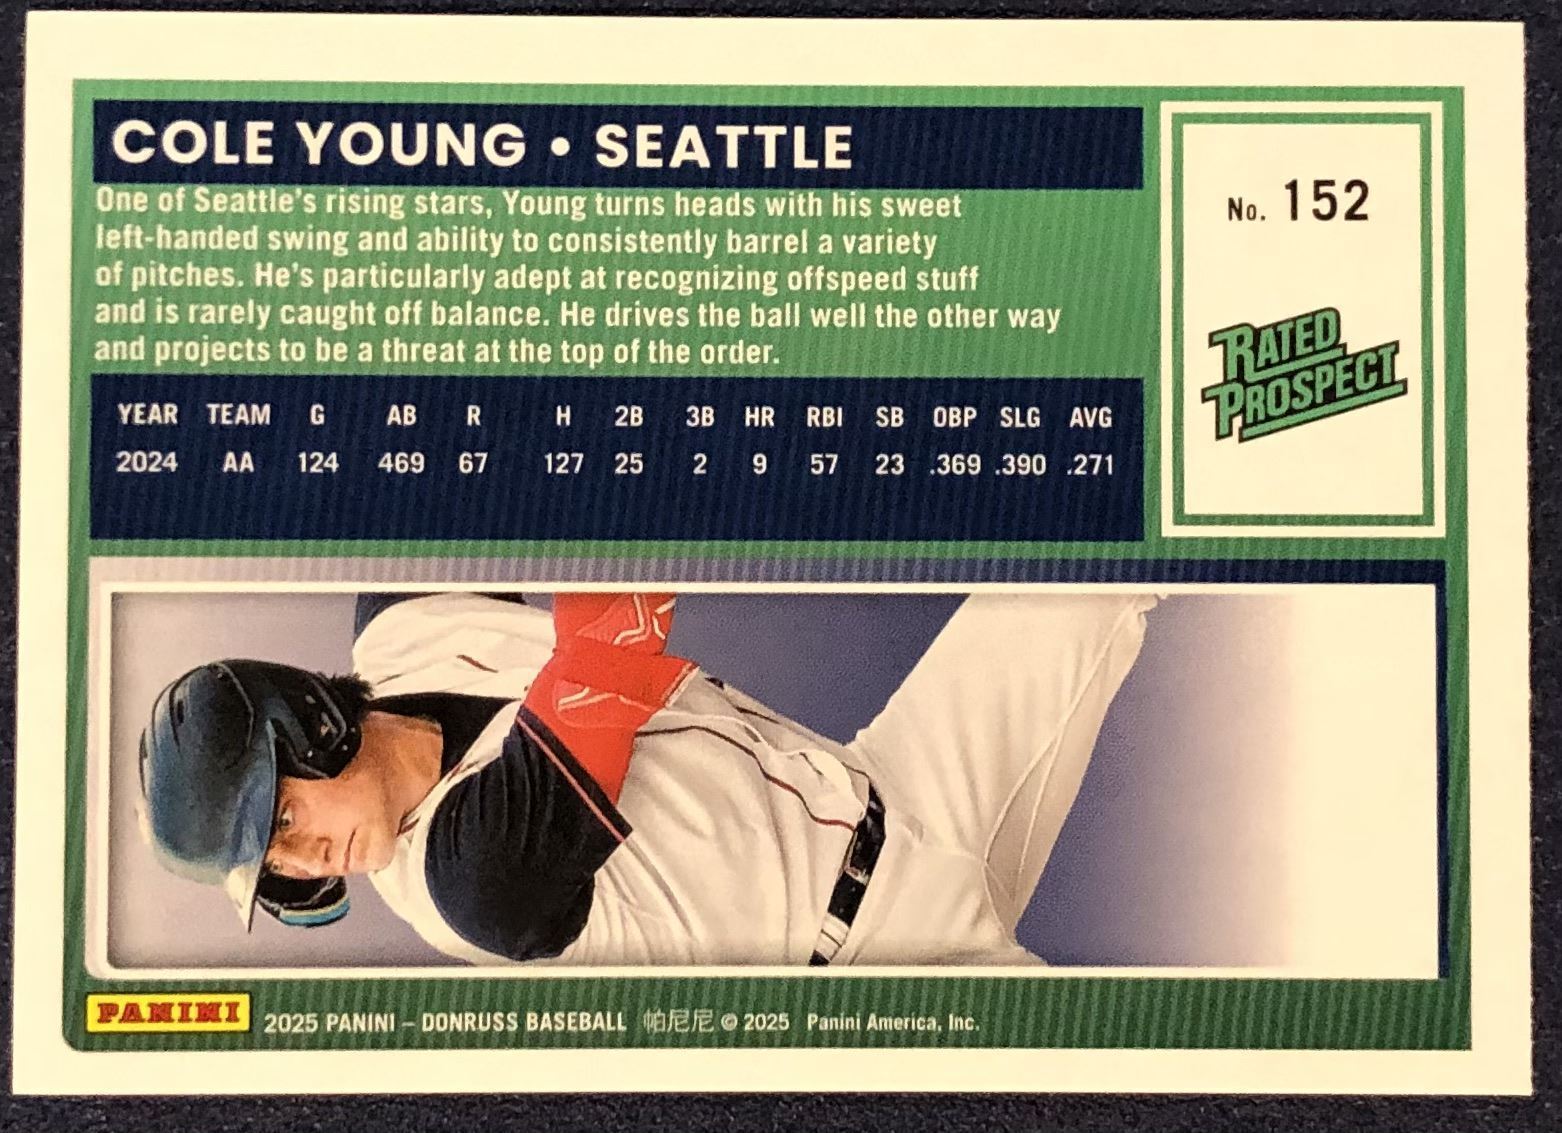 COLE YOUNG • SEATTLE
One of Seattle's rising stars, Young turns heads with his sweet
left-handed swing and ability to consistently barrel a variety
of pitches. He's particularly adept at recognizing offspeed stuff
and is rarely caught off balance. He drives the ball well the other way
and projects to be a threat at the top of the order.
No. 152
RATED
PROSPECT
YEAR TEAM G AB R H 2B 3B HR RBI SB OBP SLG AVG
2024 AA 124 469 67 127 25 2 9 57 23 .369 .390 .271
PANINI
2025 PANINI – DONRUSS BASEBALL 帕尼尼 © 2025 Panini America, Inc.